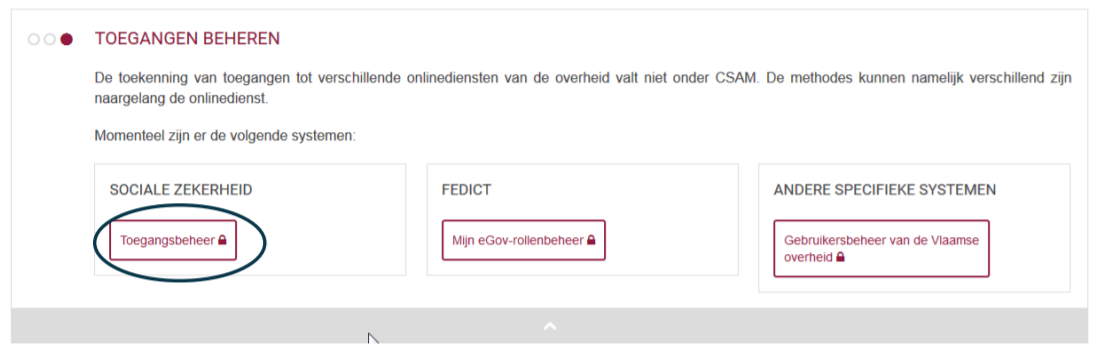 TOEGANGEN BEHEREN
De toekenning van toegangen tot verschillende onlinediensten van de overheid valt niet onder CSAM. De methodes kunnen namelijk verschillend zijn
naargelang de onlinedienst.
Momenteel zijn er de volgende systemen:
SOCIALE ZEKERHEID
Toegangsbeheer
FEDICT
Mijn eGov-rollenbeheer
ANDERE SPECIFIEKE SYSTEMEN
Gebruikersbeheer van de Vlaamse
overheid